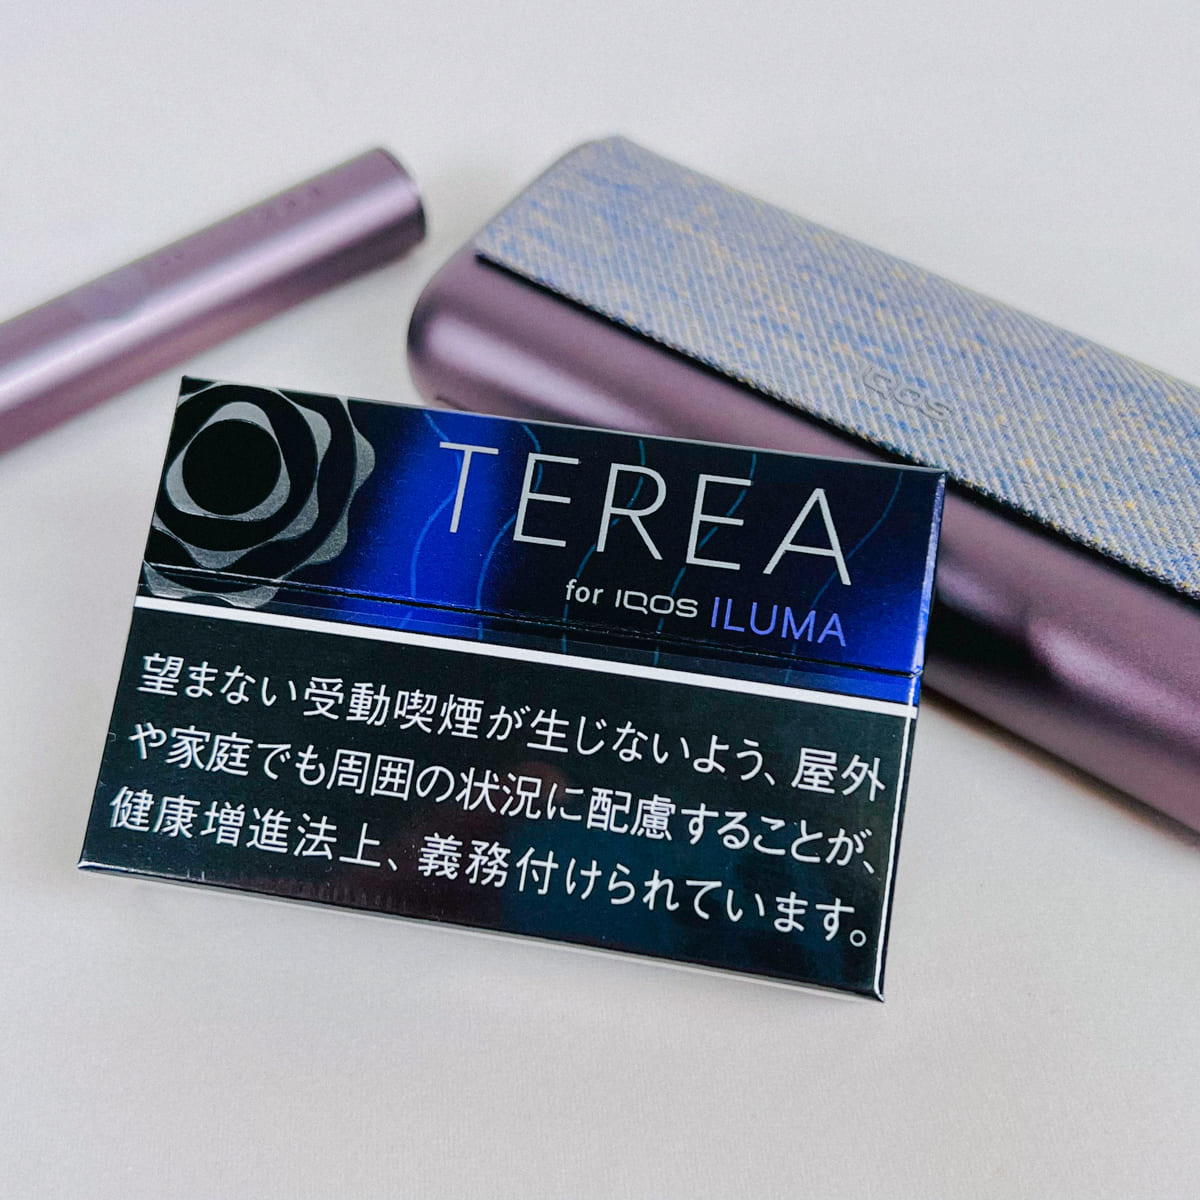 IQOS
TEREA
for IQOS ILUMA
望まない受動喫煙が生じないよう、屋外
や家庭でも周囲の状況に配慮することが、
健康増進法上、義務付けられています。